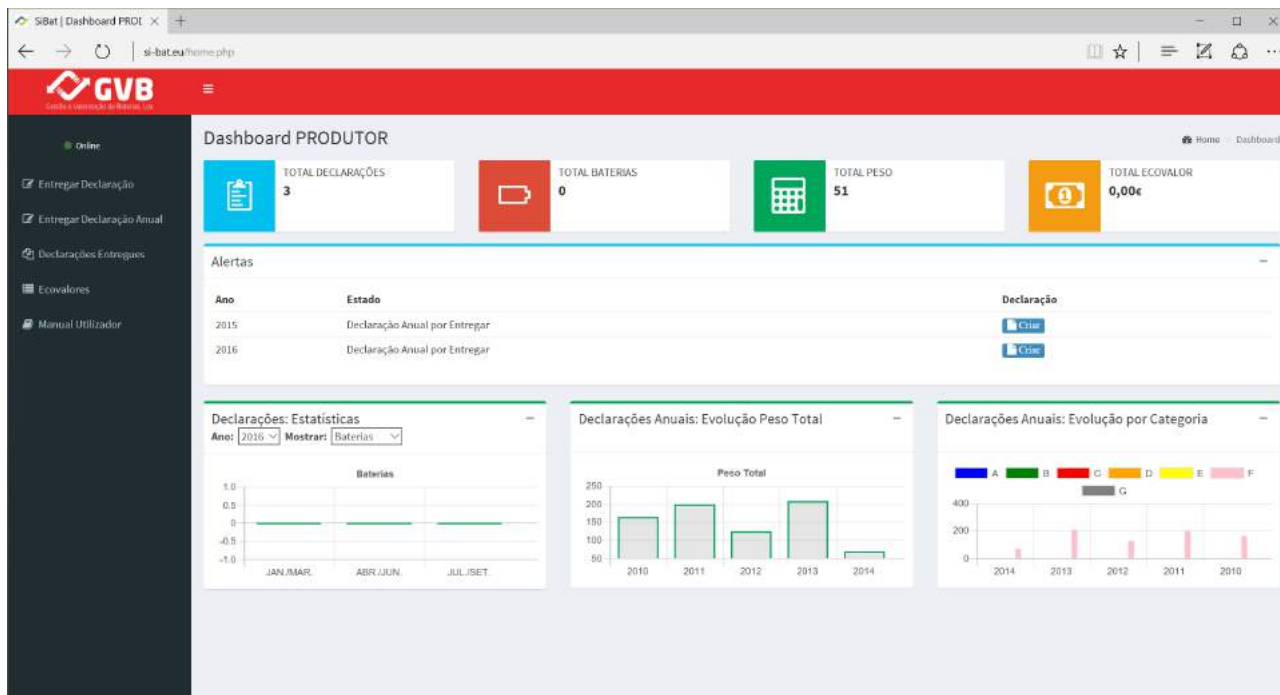 SiBat | Dashboard PROD
si-bat.eu/home.php
GVB
Gestão e Valorização de Baterias, Lda
Online
Entregar Declaração
Entregar Declaração Anual
Declarações Entregues
Ecovalores
Manual Utilizador
Dashboard PRODUTOR
Home
Dashboard
TOTAL DECLARAÇÕES
3
TOTAL BATERIAS
0
TOTAL PESO
51
TOTAL ECOVALOR
0,00€
Alertas
Ano Estado Declaração
2015 Declaração Anual por Entregar Criar
2016 Declaração Anual por Entregar Criar
Declarações: Estatísticas
Ano: 2016 Mostrar: Baterias
Baterias
1.0
0.5
0
-0.5
-1.0
JAN./MAR. ABR./JUN. JUL./SET.
Declarações Anuais: Evolução Peso Total
Peso Total
250
200
150
100
50
2010 2011 2012 2013 2014
Declarações Anuais: Evolução por Categoria
A B C D E F
G
400
200
0
2014 2013 2012 2011 2010